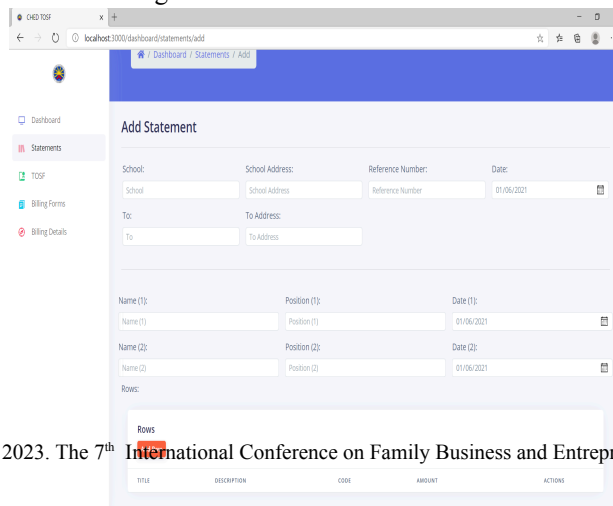 CHED TOSF x +
localhost:3000/dashboard/statements/add
/ Dashboard / Statements / Add
Dashboard
Statements
TOSF
Billing Forms
Billing Details
Add Statement
School: School Address: Reference Number: Date:
School School Address Reference Number 01/06/2021
To: To Address:
To To Address
Name (1): Position (1): Date (1):
Name (1) Position (1) 01/06/2021
Name (2): Position (2): Date (2):
Name (2) Position (2) 01/06/2021
Rows:
Rows
2023. The 7th International Conference on Family Business and Entrepr
TITLE DESCRIPTION CODE AMOUNT ACTIONS